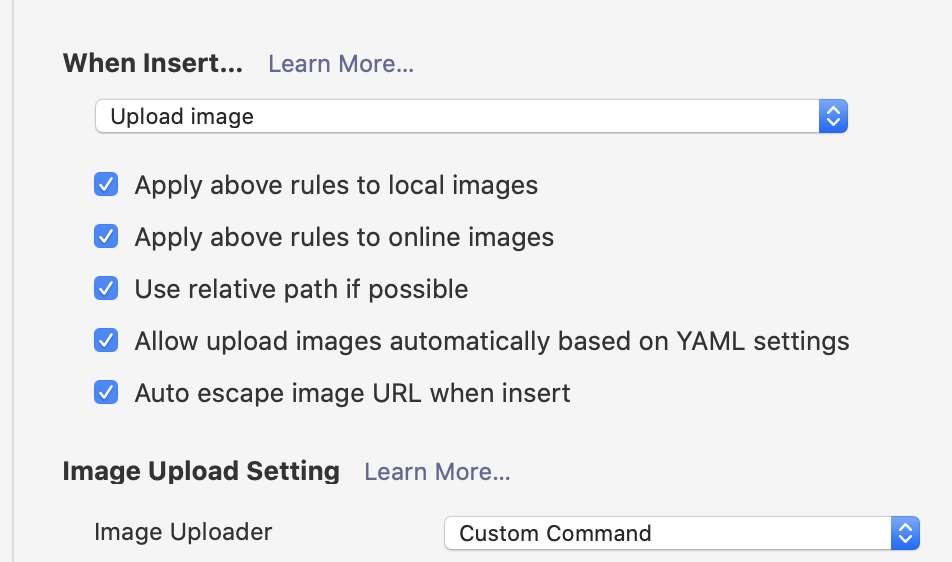 When Insert... Learn More...
Upload image
Apply above rules to local images
Apply above rules to online images
Use relative path if possible
Allow upload images automatically based on YAML settings
Auto escape image URL when insert
Image Upload Setting Learn More...
Image Uploader Custom Command